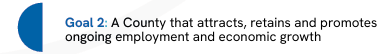 Goal 2: A County that attracts, retains and promotes
ongoing employment and economic growth